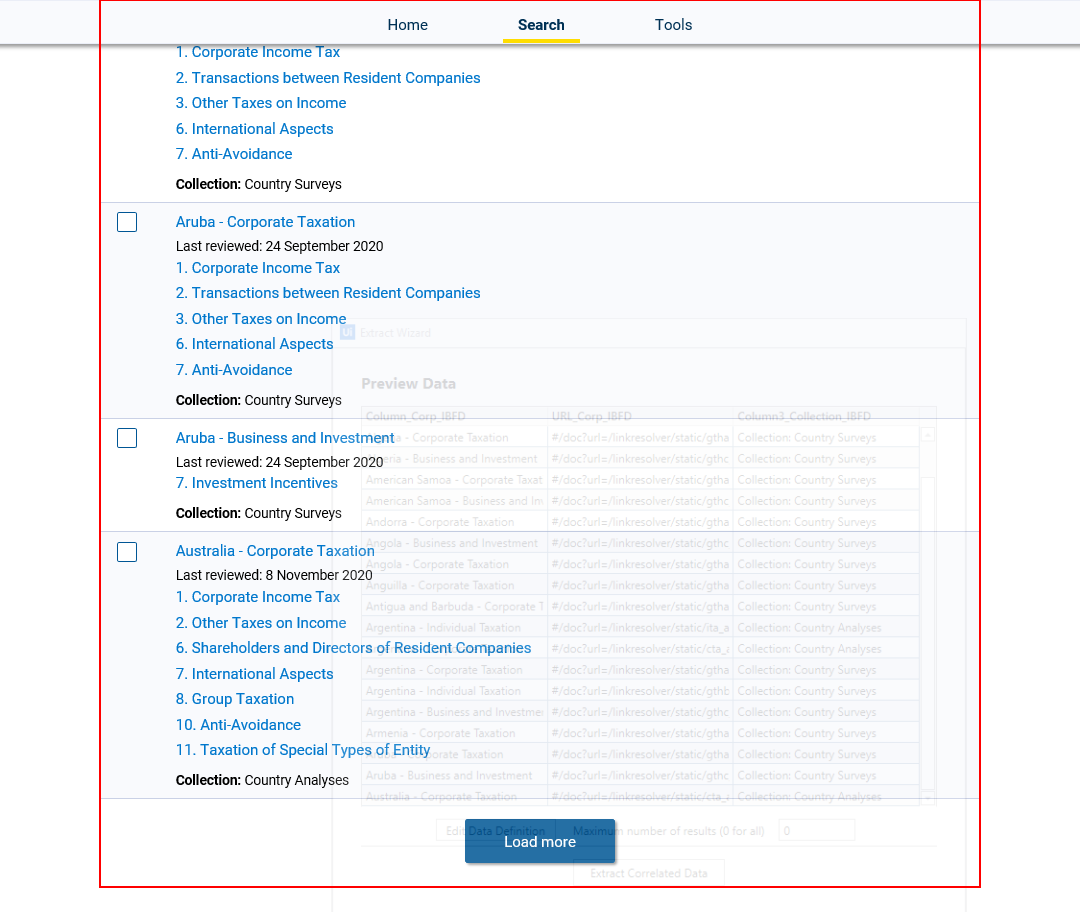 Home Search Tools
1. Corporate Income Tax
2. Transactions between Resident Companies
3. Other Taxes on Income
6. International Aspects
7. Anti-Avoidance
Collection: Country Surveys
Aruba - Corporate Taxation
Last reviewed: 24 September 2020
1. Corporate Income Tax
2. Transactions between Resident Companies
3. Other Taxes on Income
6. International Aspects
7. Anti-Avoidance
Collection: Country Surveys
Aruba - Business and Investment
Last reviewed: 24 September 2020
7. Investment Incentives
Collection: Country Surveys
Australia - Corporate Taxation
Last reviewed: 8 November 2020
1. Corporate Income Tax
2. Other Taxes on Income
6. Shareholders and Directors of Resident Companies
7. International Aspects
8. Group Taxation
10. Anti-Avoidance
11. Taxation of Special Types of Entity
Collection: Country Analyses
Load more
UI Extract Wizard
Preview Data
Column_Corp_IBFD URL_Corp_IBFD Column3_Collection_IBFD
- Corporate Taxation #/doc?url=/linkresolver/static/gtha Collection: Country Surveys
- Business and Investment #/doc?url=/linkresolver/static/gthc Collection: Country Surveys
American Samoa - Corporate Taxat #/doc?url=/linkresolver/static/gtha Collection: Country Surveys
American Samoa - Business and Im #/doc?url=/linkresolver/static/gthc Collection: Country Surveys
Andorra - Corporate Taxation #/doc?url=/linkresolver/static/gtha Collection: Country Surveys
Angola - Business and Investment #/doc?url=/linkresolver/static/gthc Collection: Country Surveys
Angola - Corporate Taxation #/doc?url=/linkresolver/static/gtha Collection: Country Surveys
Anguilla - Corporate Taxation #/doc?url=/linkresolver/static/gtha Collection: Country Surveys
Antigua and Barbuda - Corporate T #/doc?url=/linkresolver/static/gtha Collection: Country Surveys
Argentina - Individual Taxation #/doc?url=/linkresolver/static/ita_a Collection: Country Analyses
#/doc?url=/linkresolver/static/cta_a Collection: Country Analyses
Argentina - Corporate Taxation #/doc?url=/linkresolver/static/gtha Collection: Country Surveys
Argentina - Individual Taxation #/doc?url=/linkresolver/static/gthb Collection: Country Surveys
Argentina - Business and Investmer #/doc?url=/linkresolver/static/gthc Collection: Country Surveys
Armenia - Corporate Taxation #/doc?url=/linkresolver/static/gtha Collection: Country Surveys
Aruba - Corporate Taxation #/doc?url=/linkresolver/static/gtha Collection: Country Surveys
Aruba - Business and Investment #/doc?url=/linkresolver/static/gthc Collection: Country Surveys
Australia - Corporate Taxation #/doc?url=/linkresolver/static/cta_a Collection: Country Analyses
Edit Data Definition Maximum number of results (0 for all) 0
Extract Correlated Data